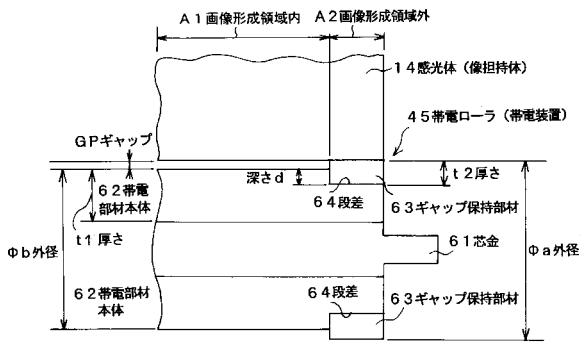 A1画像形成領域内
A2画像形成領域外
14感光体（像担持体）
45帯電ローラ（帯電装置）
GPギャップ
深さd
t2厚さ
62帯電
部材本体
64段差
63ギャップ保持部材
t1厚さ
61芯金
Φb外径
Φa外径
62帯電部材
本体
64段差
63ギャップ保持部材